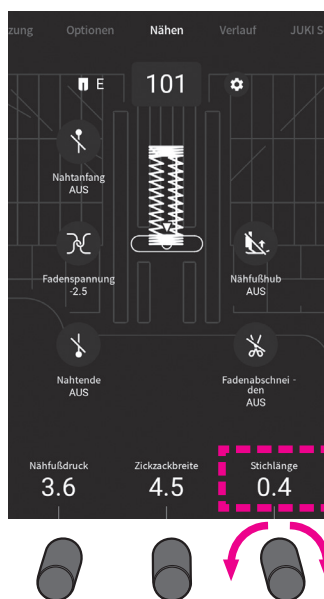 zung Optionen Nähen Verlauf JUKI S
E 101
Nahtanfang
AUS
Fadenspannung
-2.5
Nähfußhub
AUS
Nahtende
AUS
Fadenabschnei -
den
AUS
Nähfußdruck Zickzackbreite Stichlänge
3.6 4.5 0.4